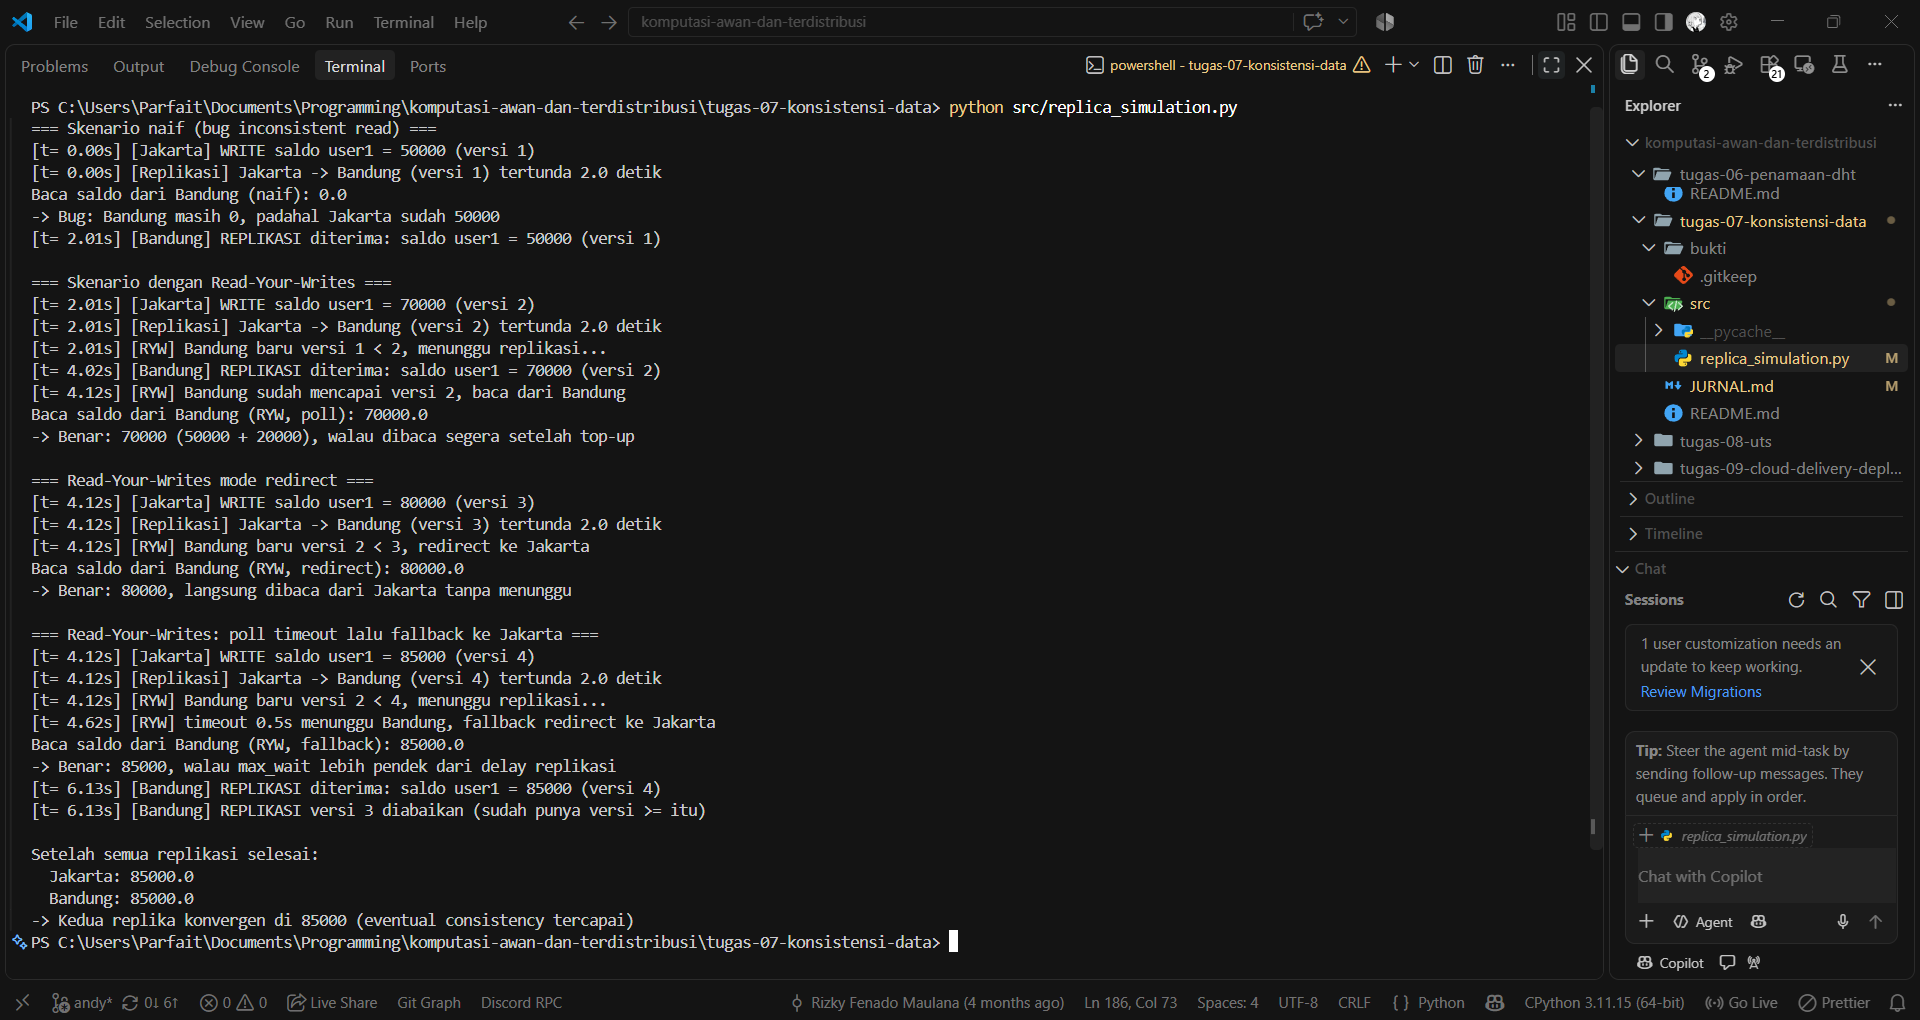 File Edit Selection View Go Run Terminal Help
komputasi-awan-dan-terdistribusi
Problems Output Debug Console Terminal Ports
powershell - tugas-07-konsistensi-data
PS C:\Users\Parfait\Documents\Programming\komputasi-awan-dan-terdistribusi\tugas-07-konsistensi-data> python src/replica_simulation.py
=== Skenario naif (bug inconsistent read) ===
[t= 0.00s] [Jakarta] WRITE saldo user1 = 50000 (versi 1)
[t= 0.00s] [Replikasi] Jakarta -> Bandung (versi 1) tertunda 2.0 detik
Baca saldo dari Bandung (naif): 0.0
-> Bug: Bandung masih 0, padahal Jakarta sudah 50000
[t= 2.01s] [Bandung] REPLIKASI diterima: saldo user1 = 50000 (versi 1)
=== Skenario dengan Read-Your-Writes ===
[t= 2.01s] [Jakarta] WRITE saldo user1 = 70000 (versi 2)
[t= 2.01s] [Replikasi] Jakarta -> Bandung (versi 2) tertunda 2.0 detik
[t= 2.01s] [RYW] Bandung baru versi 1 < 2, menunggu replikasi...
[t= 4.02s] [Bandung] REPLIKASI diterima: saldo user1 = 70000 (versi 2)
[t= 4.12s] [RYW] Bandung sudah mencapai versi 2, baca dari Bandung
Baca saldo dari Bandung (RYW, poll): 70000.0
-> Benar: 70000 (50000 + 20000), walau dibaca segera setelah top-up
=== Read-Your-Writes mode redirect ===
[t= 4.12s] [Jakarta] WRITE saldo user1 = 80000 (versi 3)
[t= 4.12s] [Replikasi] Jakarta -> Bandung (versi 3) tertunda 2.0 detik
[t= 4.12s] [RYW] Bandung baru versi 2 < 3, redirect ke Jakarta
Baca saldo dari Bandung (RYW, redirect): 80000.0
-> Benar: 80000, langsung dibaca dari Jakarta tanpa menunggu
=== Read-Your-Writes: poll timeout lalu fallback ke Jakarta ===
[t= 4.12s] [Jakarta] WRITE saldo user1 = 85000 (versi 4)
[t= 4.12s] [Replikasi] Jakarta -> Bandung (versi 4) tertunda 2.0 detik
[t= 4.12s] [RYW] Bandung baru versi 2 < 4, menunggu replikasi...
[t= 4.62s] [RYW] timeout 0.5s menunggu Bandung, fallback redirect ke Jakarta
Baca saldo dari Bandung (RYW, fallback): 85000.0
-> Benar: 85000, walau max_wait lebih pendek dari delay replikasi
[t= 6.13s] [Bandung] REPLIKASI diterima: saldo user1 = 85000 (versi 4)
[t= 6.13s] [Bandung] REPLIKASI versi 3 diabaikan (sudah punya versi >= itu)
Setelah semua replikasi selesai:
Jakarta: 85000.0
Bandung: 85000.0
-> Kedua replika konvergen di 85000 (eventual consistency tercapai)
PS C:\Users\Parfait\Documents\Programming\komputasi-awan-dan-terdistribusi\tugas-07-konsistensi-data>
2
21
Explorer
komputasi-awan-dan-terdistribusi
tugas-06-penamaan-dht
README.md
tugas-07-konsistensi-data
bukti
.gitkeep
src
__pycache__
replica_simulation.py M
JURNAL.md M
README.md
tugas-08-uts
tugas-09-cloud-delivery-depl...
Outline
Timeline
Chat
Sessions
1 user customization needs an
update to keep working.
Review Migrations
Tip: Steer the agent mid-task by
sending follow-up messages. They
queue and apply in order.
replica_simulation.py
Chat with Copilot
Agent
Copilot
andy* 0↓ 6↑ 0 0 Live Share Git Graph Discord RPC Rizky Fenado Maulana (4 months ago) Ln 186, Col 73 Spaces: 4 UTF-8 CRLF {} Python CPython 3.11.15 (64-bit) Go Live Prettier